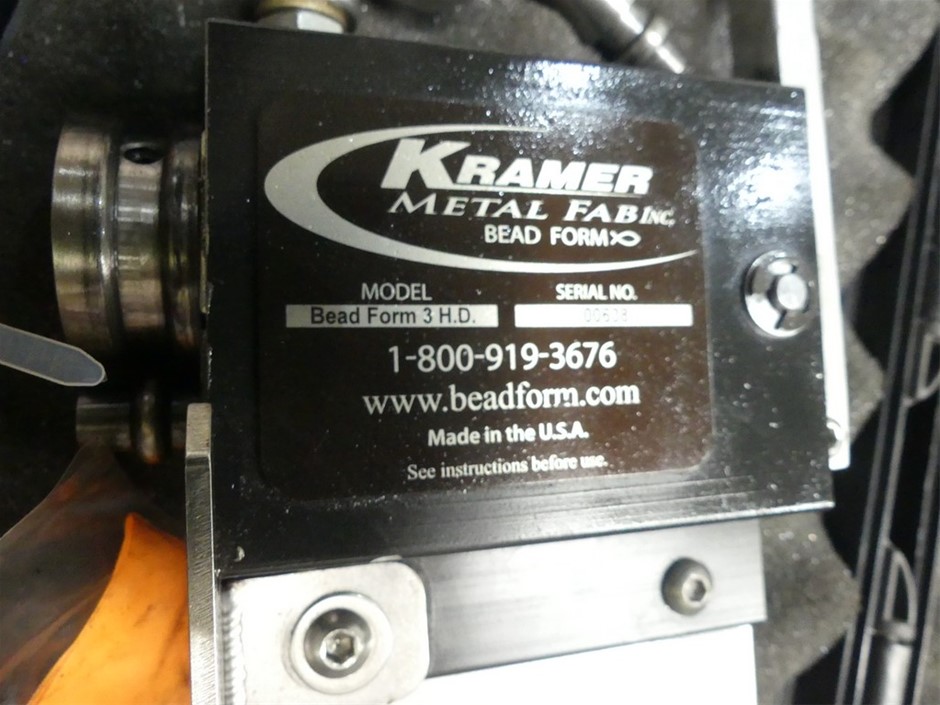 KRAMER
METAL FAB INC.
BEAD FORM
MODEL SERIAL NO.
Bead Form 3 H.D.
1-800-919-3676
www.beadform.com
Made in the U.S.A.
See instructions before use.